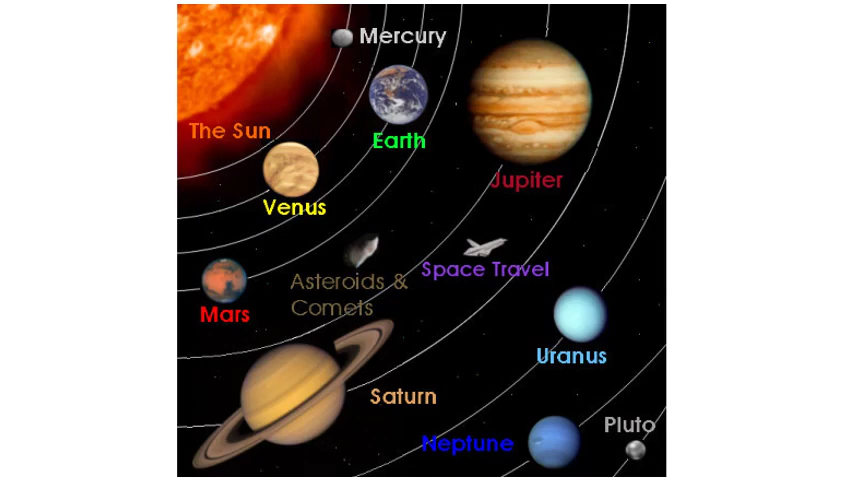 Mercury
The Sun
Earth
Jupiter
Venus
Asteroids &
Comets
Space Travel
Mars
Uranus
Saturn
Pluto
Neptune